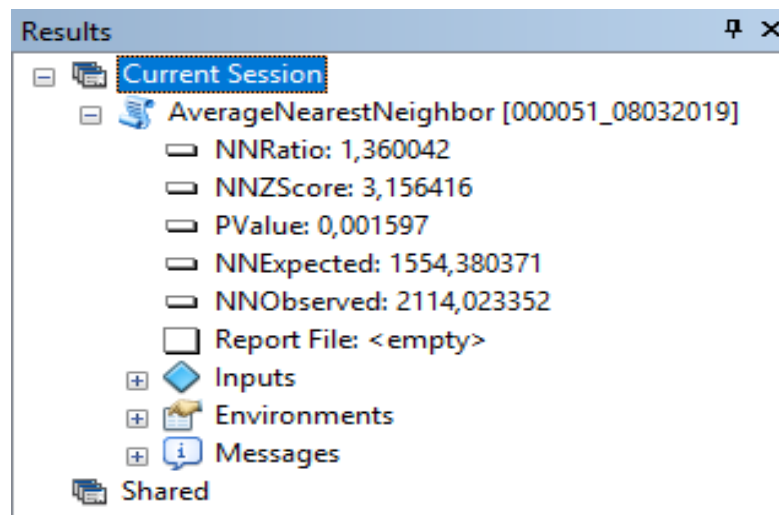 Results
Current Session
AverageNearestNeighbor [000051_08032019]
NNRatio: 1,360042
NNZScore: 3,156416
PValue: 0,001597
NNExpected: 1554,380371
NNObserved: 2114,023352
Report File: <empty>
Inputs
Environments
Messages
Shared